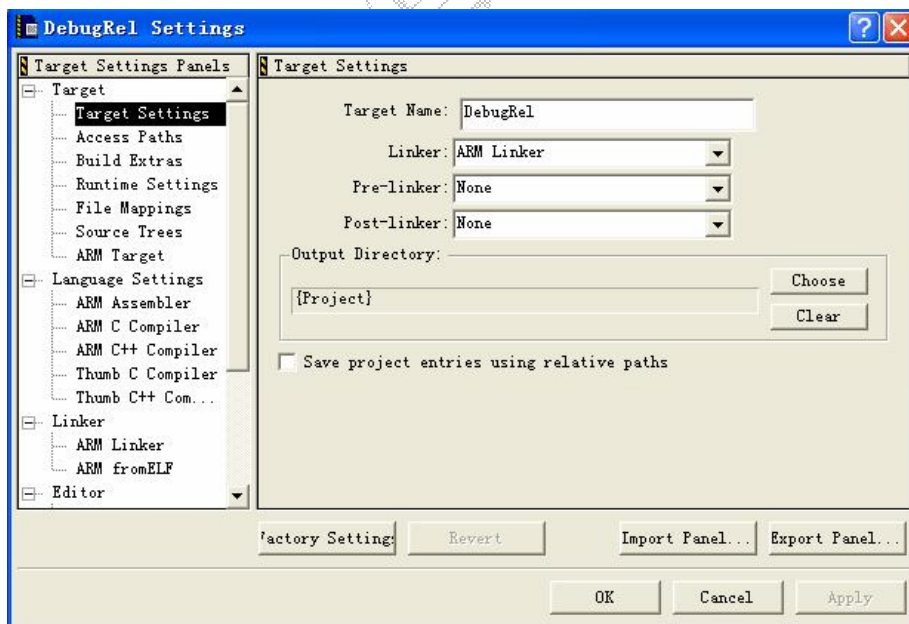 DebugRel Settings
Target Settings Panels
Target
Target Settings
Access Paths
Build Extras
Runtime Settings
File Mappings
Source Trees
ARM Target
Language Settings
ARM Assembler
ARM C Compiler
ARM C++ Compiler
Thumb C Compiler
Thumb C++ Com...
Linker
ARM Linker
ARM fromELF
Editor
Target Settings
Target Name: DebugRel
Linker: ARM Linker
Pre-linker: None
Post-linker: None
Output Directory:
{Project}
Choose
Clear
Save project entries using relative paths
Factory Settings
Revert
Import Panel...
Export Panel...
OK
Cancel
Apply